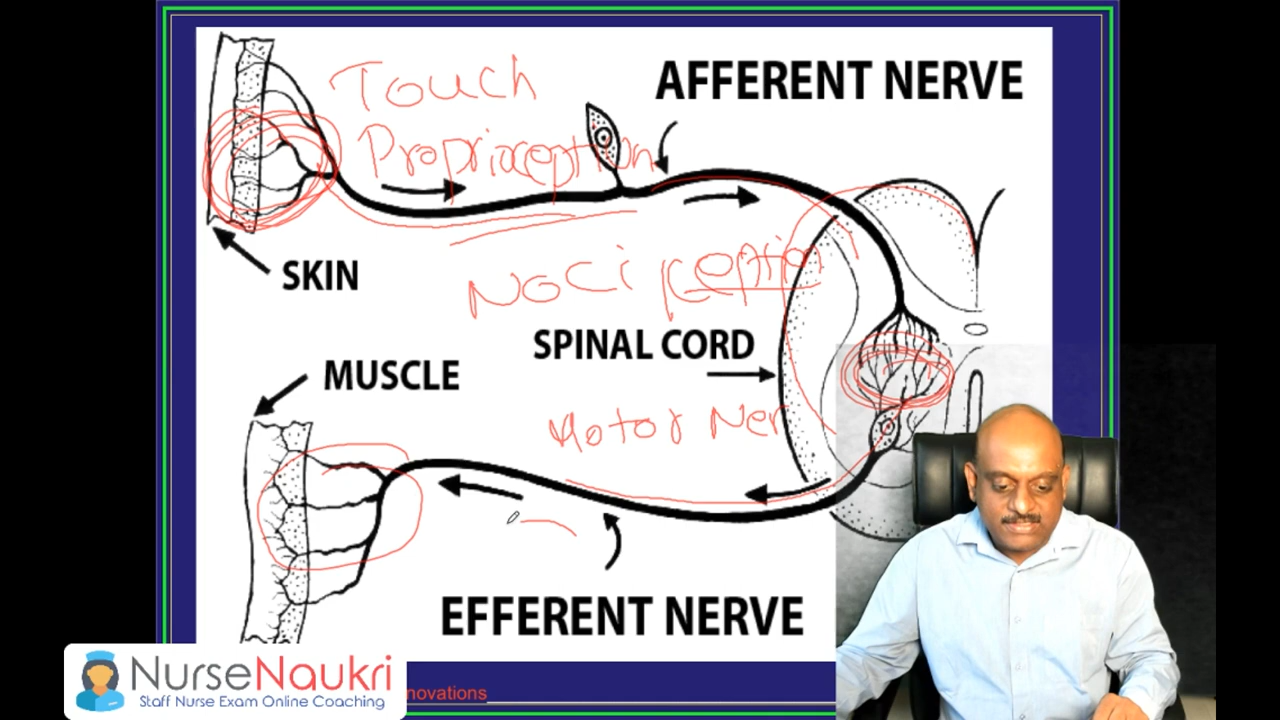 Touch
AFFERENT NERVE
Proprioception
SKIN
Nociception
SPINAL CORD
MUSCLE
Motor Ner
EFFERENT NERVE
NurseNaukri
Staff Nurse Exam Online Coaching
novations